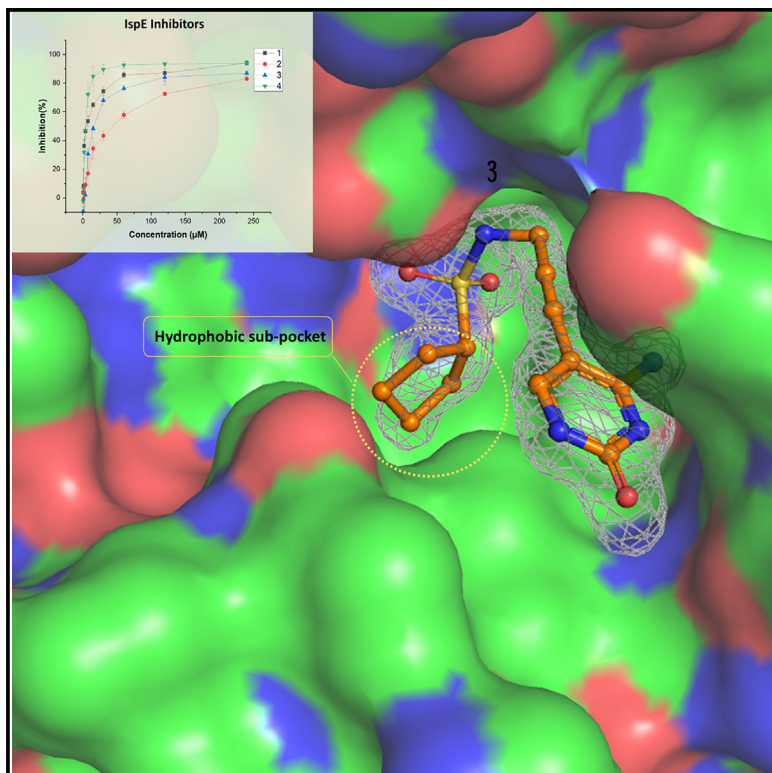 IspE Inhibitors
100
80
60
40
20
0
Inhibition(%)
0 50 100 150 200 250
Concentration (μM)
1
2
3
4
3
Hydrophobic sub-pocket